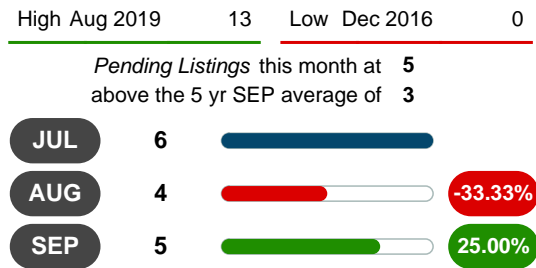 High Aug 2019 13 Low Dec 2016 0
Pending Listings this month at 5
above the 5 yr SEP average of 3
JUL 6
AUG 4 -33.33%
SEP 5 25.00%